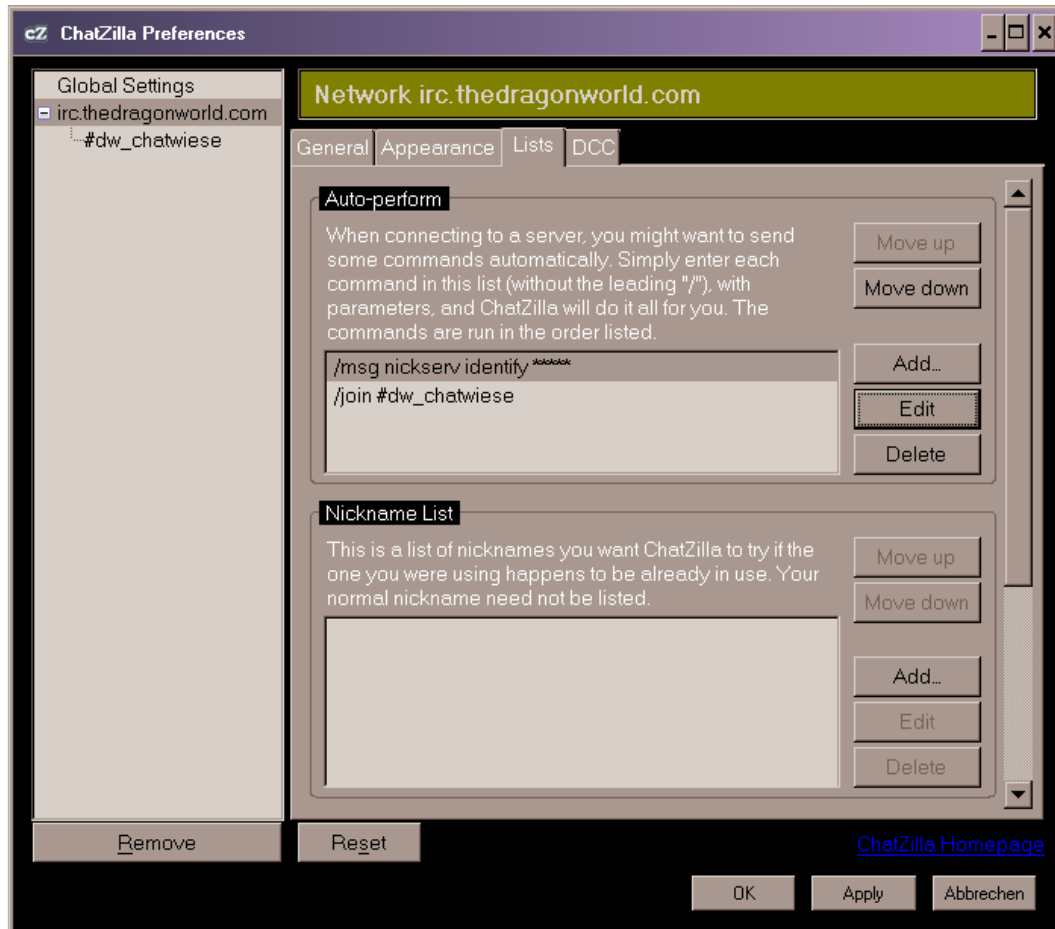 cZ ChatZilla Preferences
Global Settings
irc.thedragonworld.com
#dw_chatwiese
Network irc.thedragonworld.com
General Appearance Lists DCC
Auto-perform
When connecting to a server, you might want to send
some commands automatically. Simply enter each
command in this list (without the leading "/"), with
parameters, and ChatZilla will do it all for you. The
commands are run in the order listed.
Move up
Move down
/msg nickserv identify ******
/join #dw_chatwiese
Add...
Edit
Delete
Nickname List
This is a list of nicknames you want ChatZilla to try if the
one you were using happens to be already in use. Your
normal nickname need not be listed.
Move up
Move down
Add...
Edit
Delete
Remove
Reset
ChatZilla Homepage
OK
Apply
Abbrechen